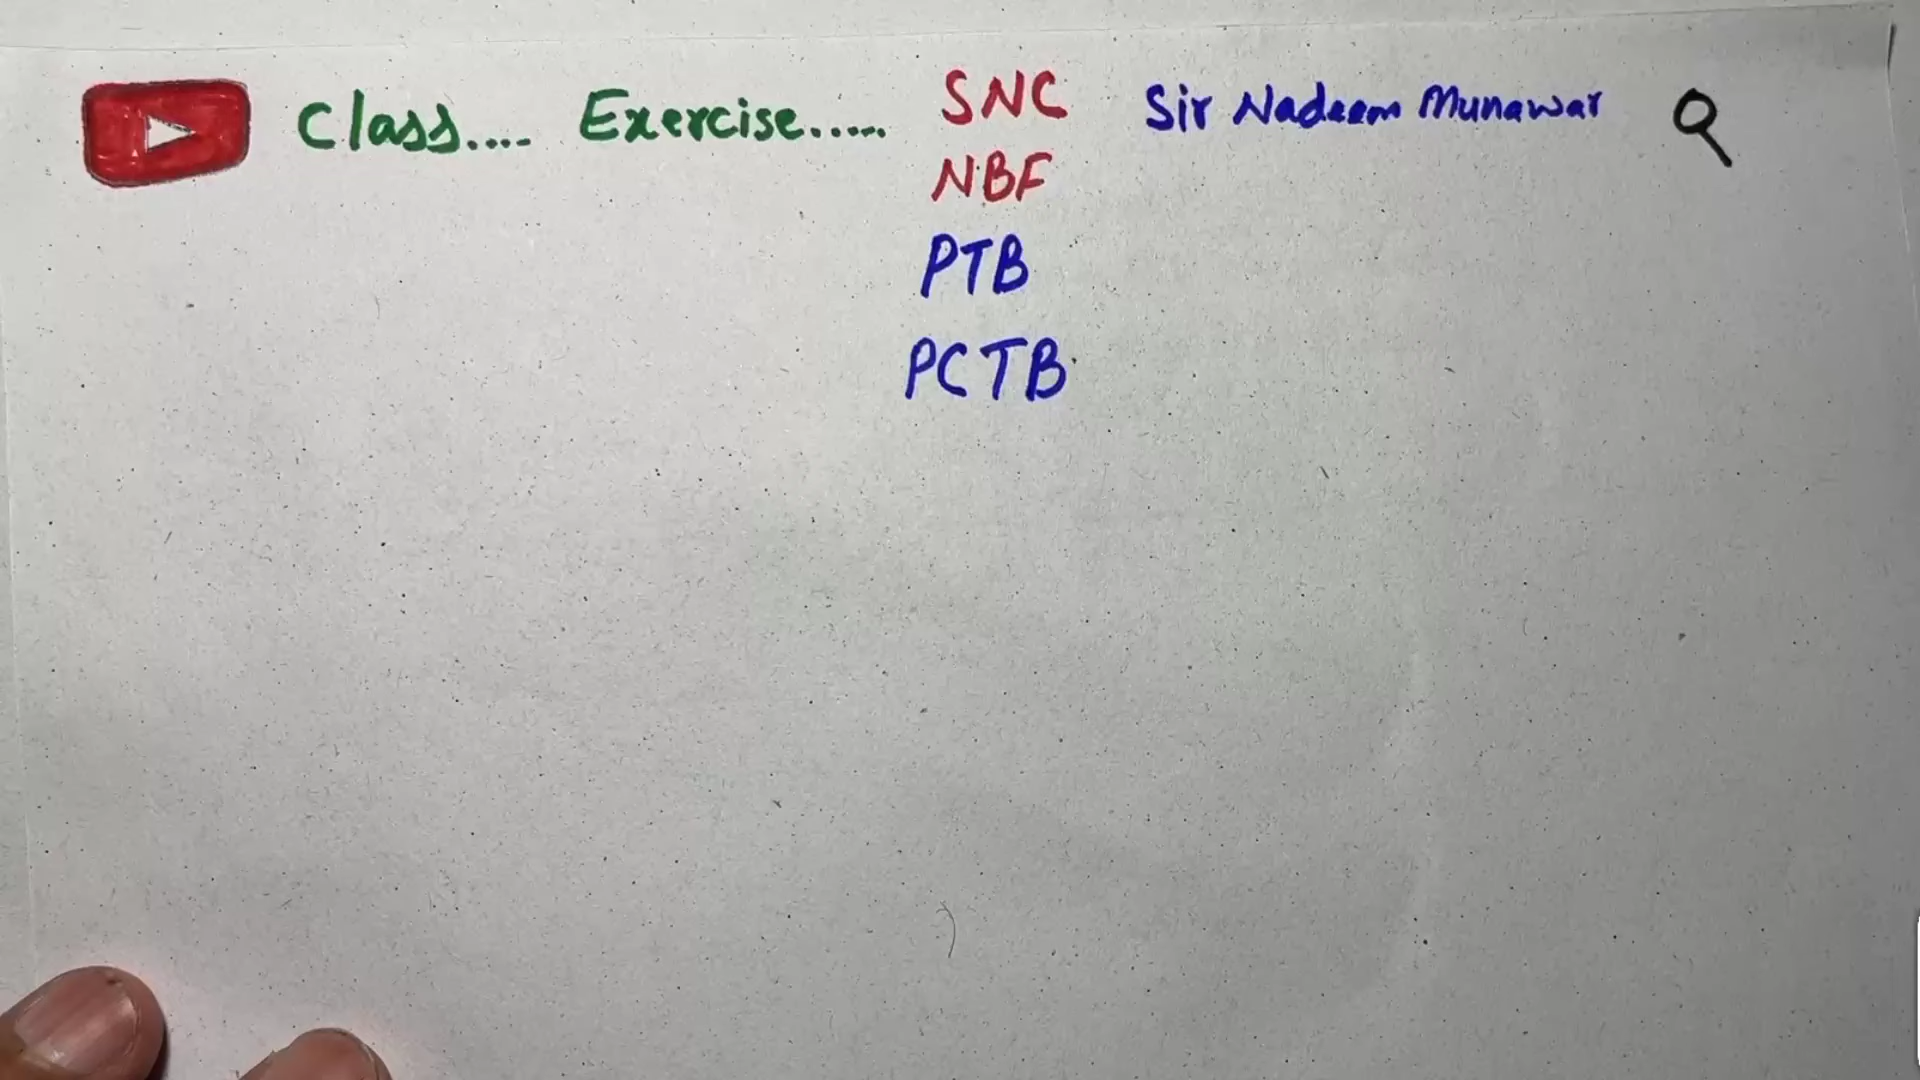 Class.... Exercise..... SNC Sir Nadeem Munawar
NBF
PTB
PCTB